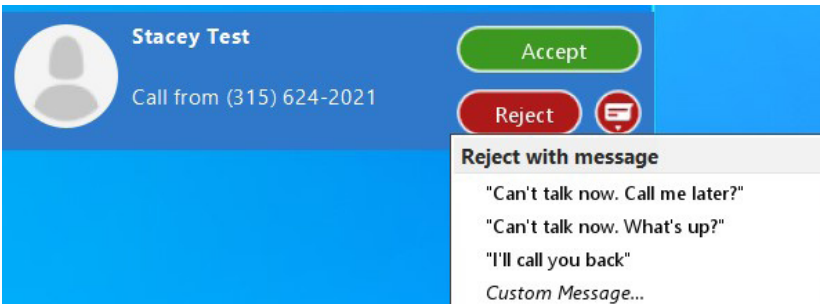 Stacey Test
Accept
Call from (315) 624-2021
Reject
Reject with message
"Can't talk now. Call me later?"
"Can't talk now. What's up?"
"I'll call you back"
Custom Message...